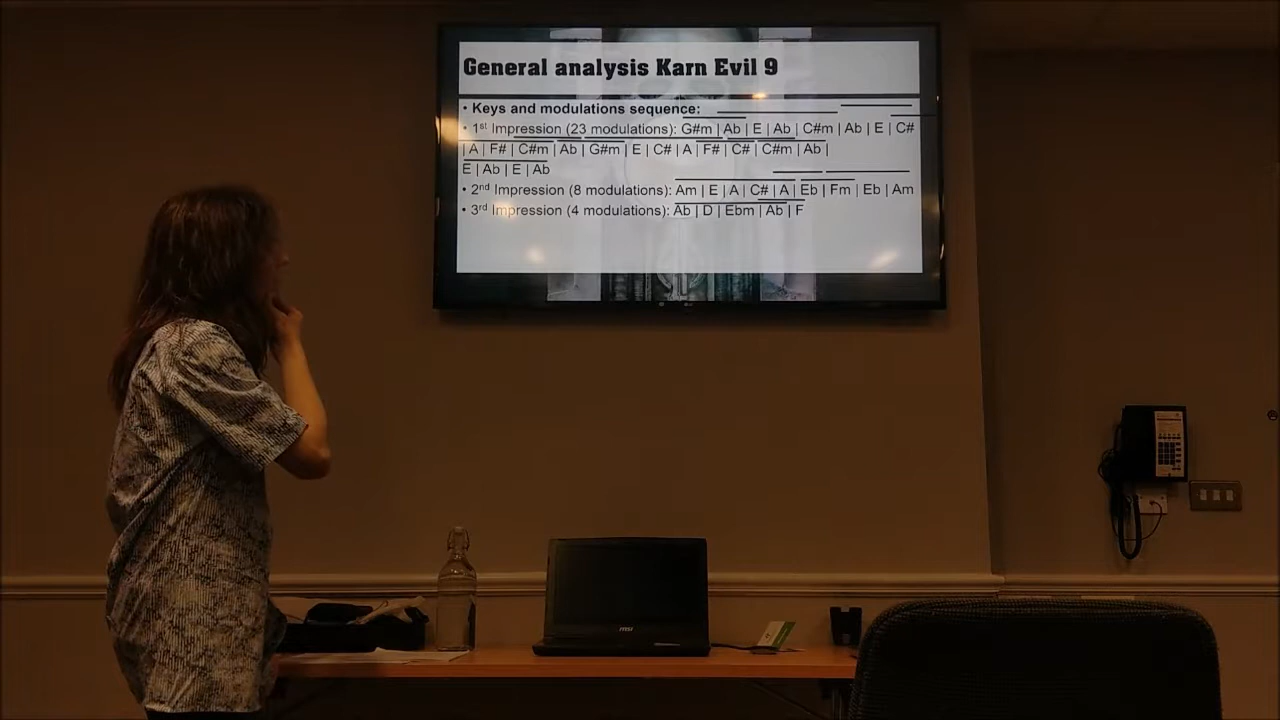 General analysis Karn Evil 9
• Keys and modulations sequence:
• 1st Impression (23 modulations): G#m | Ab | E | Ab | C#m | Ab | E | C#
| A | F# | C#m | Ab | G#m | E | C# | A | F# | C# | C#m | Ab |
E | Ab | E | Ab
• 2nd Impression (8 modulations): Am | E | A | C# | A | Eb | Fm | Eb | Am
• 3rd Impression (4 modulations): Ab | D | Ebm | Ab | F
msi